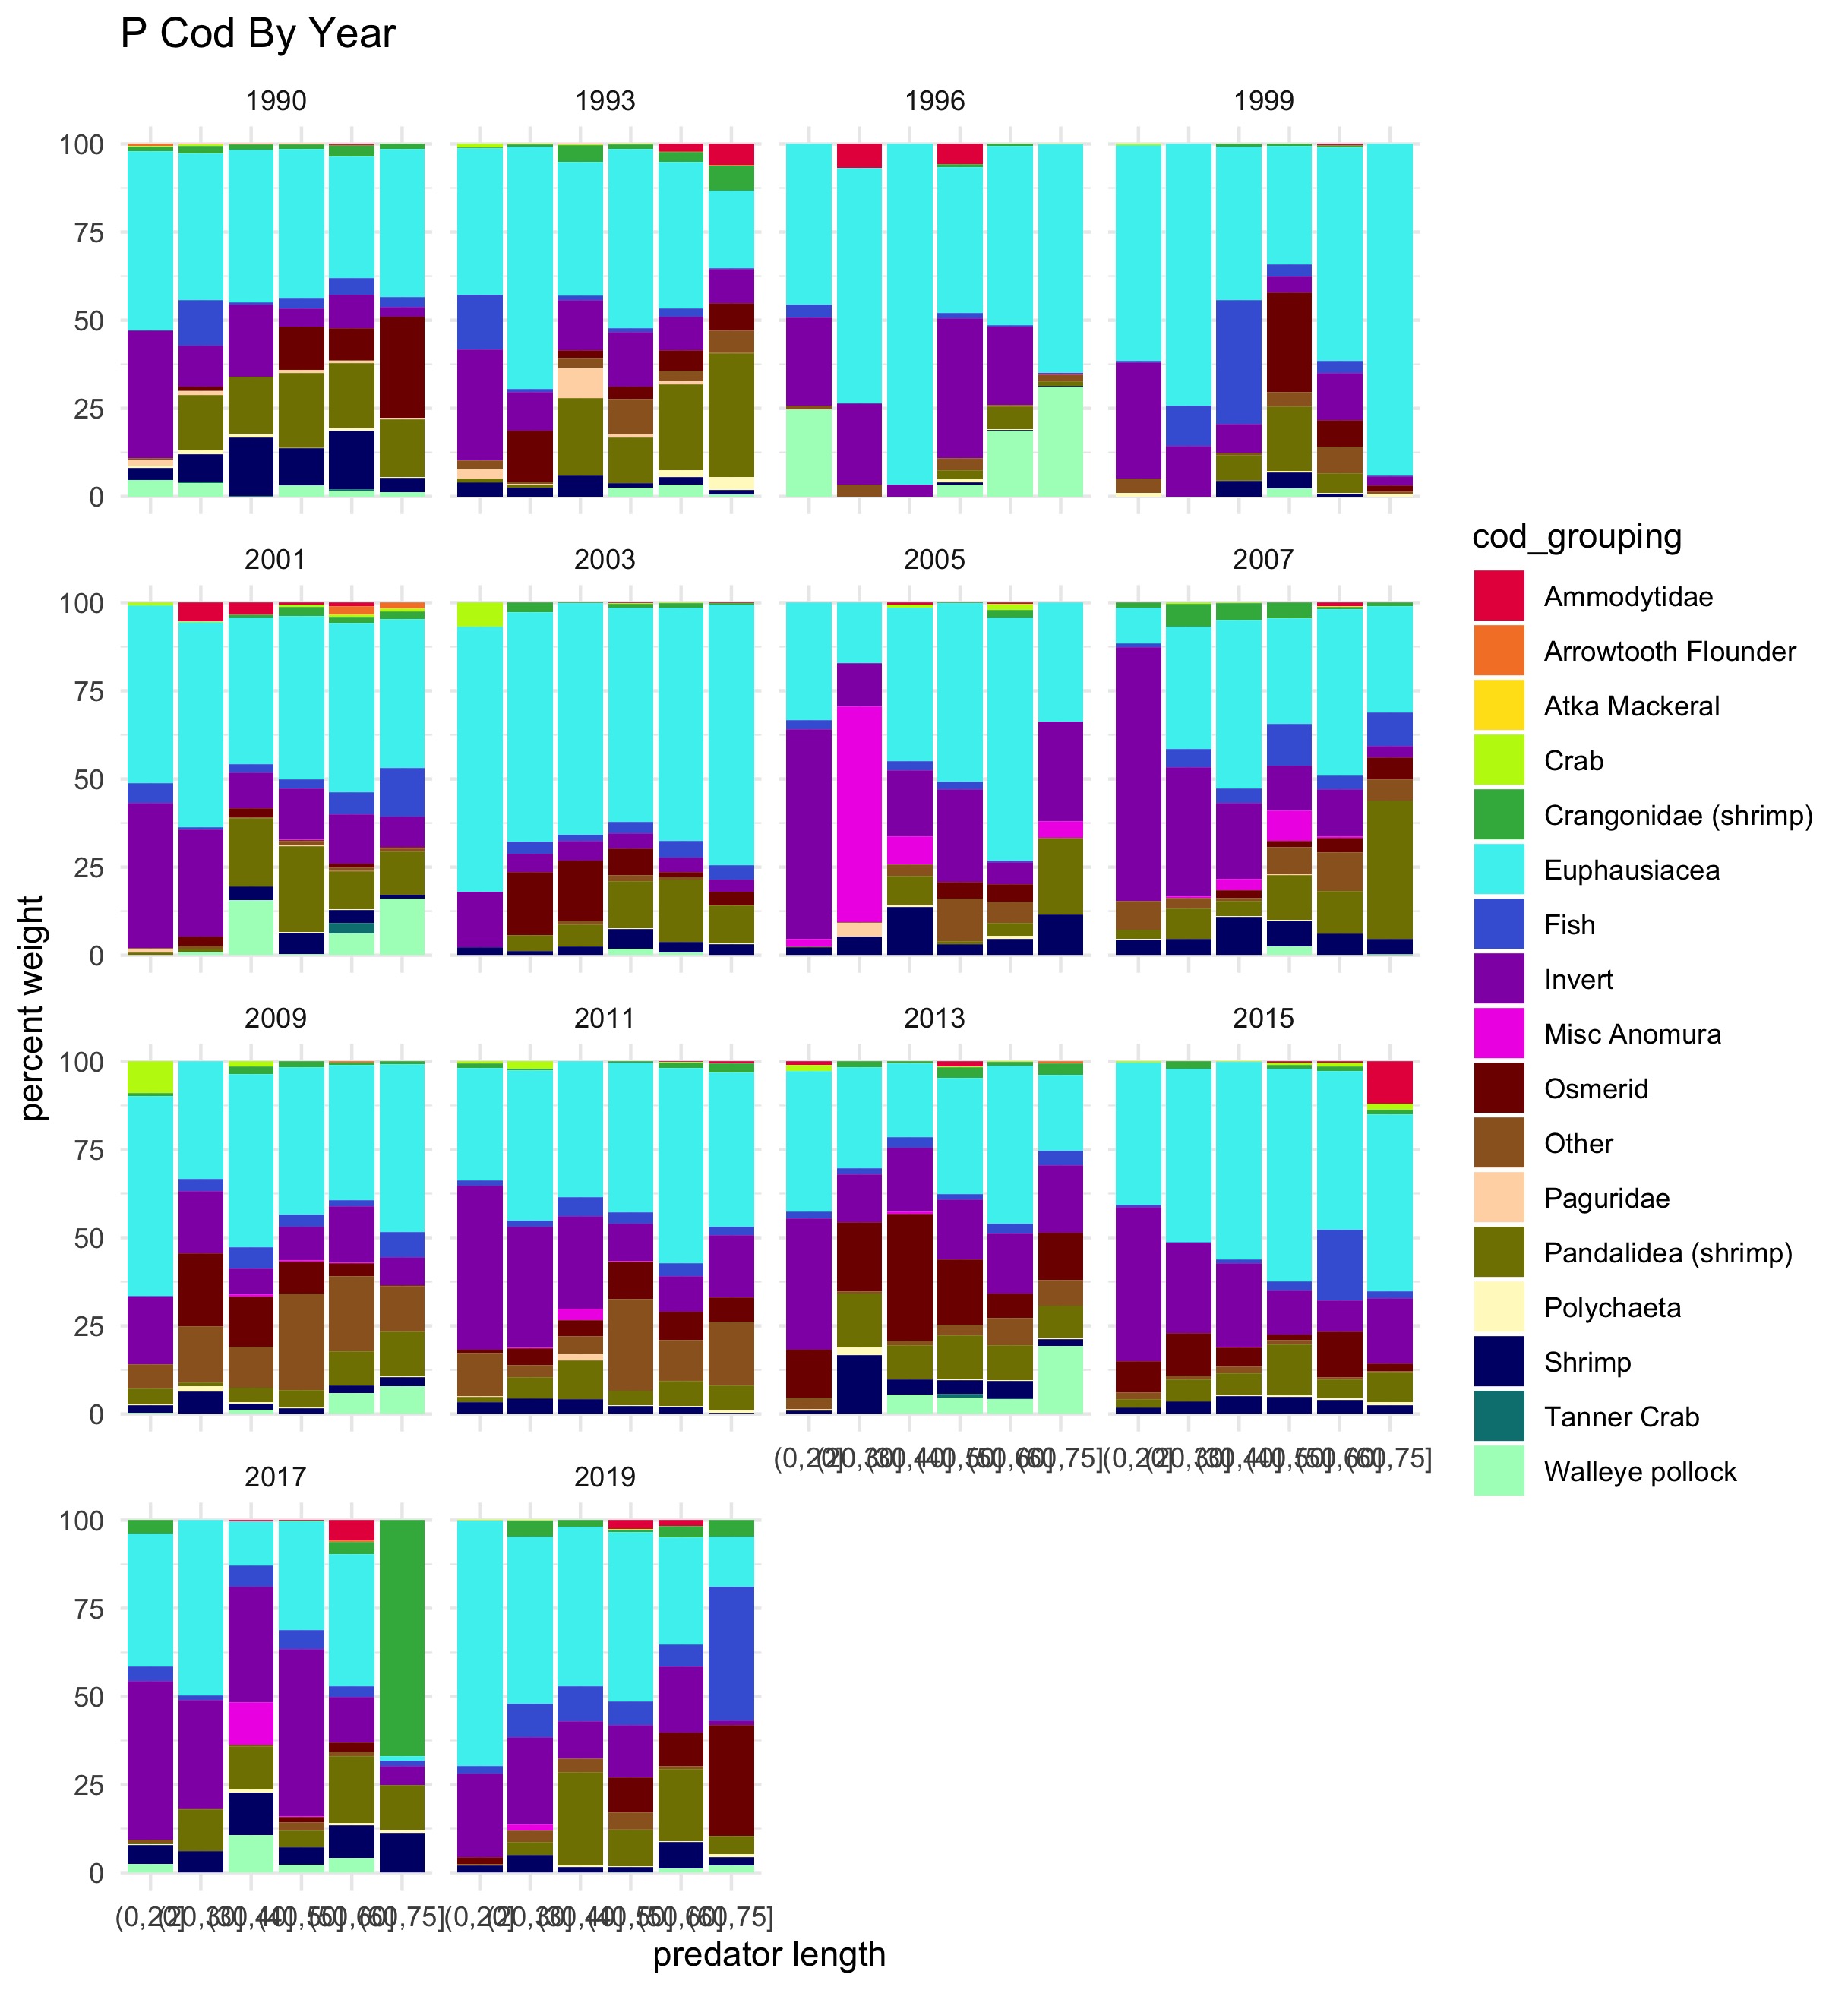 P Cod By Year
1990 1993 1996 1999
100
75
50
25
0
2001 2003 2005 2007
100
75
50
25
0
2009 2011 2013 2015
100
75
50
25
0
2017 2019
100
75
50
25
0
percent weight
predator length
cod_grouping
Ammodytidae
Arrowtooth Flounder
Atka Mackeral
Crab
Crangonidae (shrimp)
Euphausiacea
Fish
Invert
Misc Anomura
Osmerid
Other
Paguridae
Pandalidea (shrimp)
Polychaeta
Shrimp
Tanner Crab
Walleye pollock